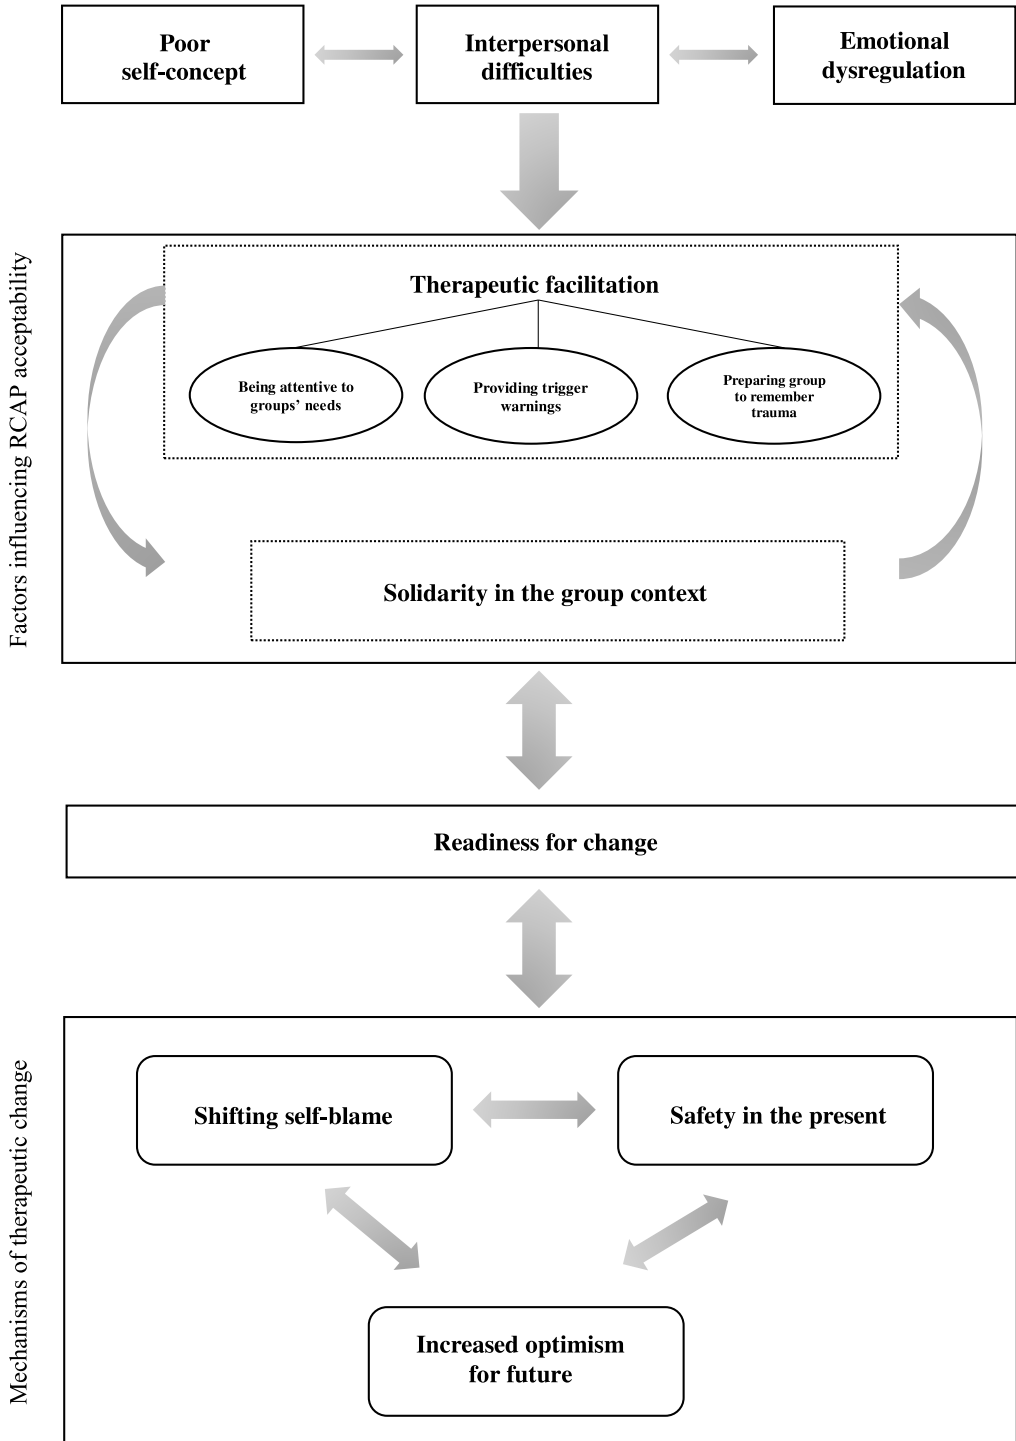 Poor
self-concept
Interpersonal
difficulties
Emotional
dysregulation
Factors influencing RCAP acceptability
Therapeutic facilitation
Being attentive to
groups' needs
Providing trigger
warnings
Preparing group
to remember
trauma
Solidarity in the group context
Readiness for change
Mechanisms of therapeutic change
Shifting self-blame
Safety in the present
Increased optimism
for future